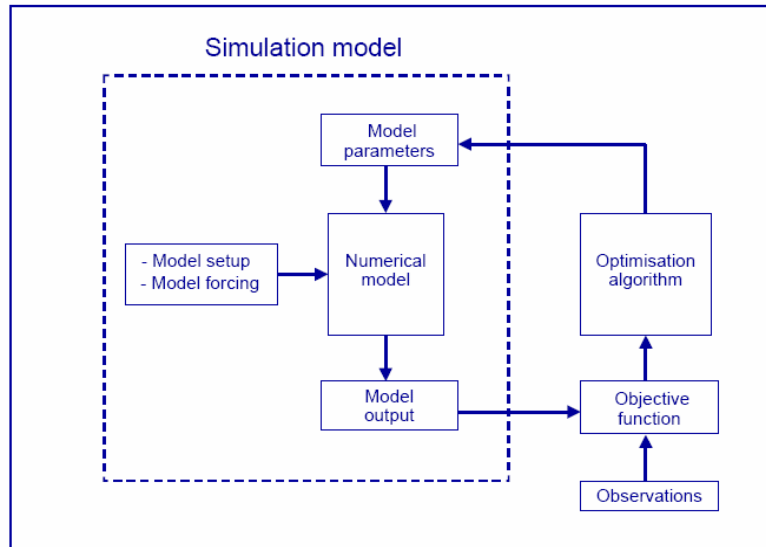 Simulation model
Model
parameters
- Model setup
- Model forcing
Numerical
model
Optimisation
algorithm
Model
output
Objective
function
Observations